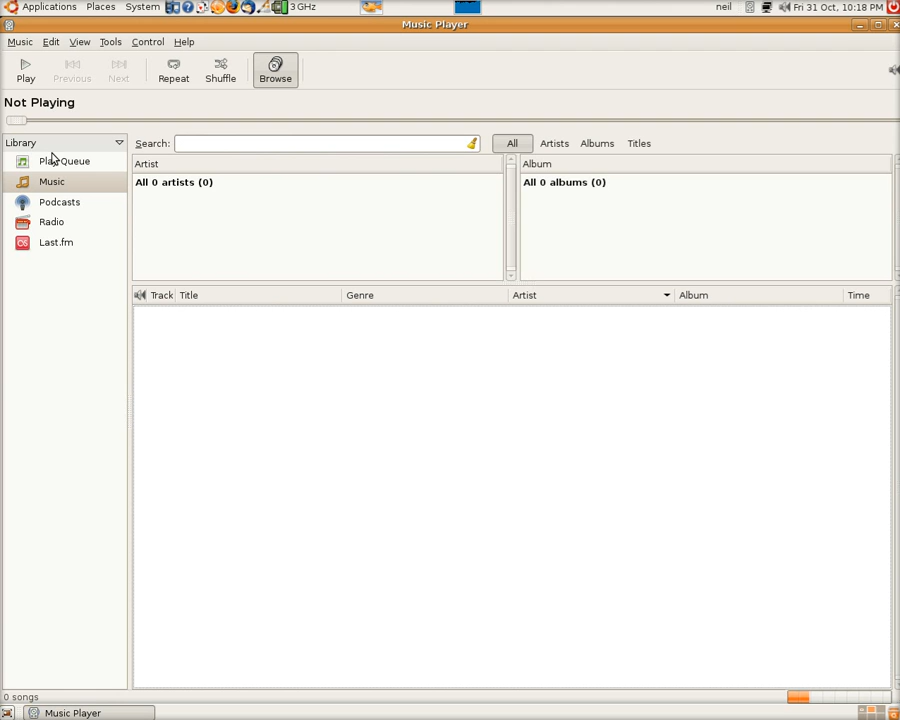 Applications Places System 3 GHz neil Fri 31 Oct, 10:18 PM
Music Player
Music Edit View Tools Control Help
Play Previous Next Repeat Shuffle Browse
Not Playing
Library Search: All Artists Albums Titles
Play Queue Artist Album
Music All 0 artists (0) All 0 albums (0)
Podcasts
Radio
Last.fm
Track Title Genre Artist Album Time
0 songs
Music Player